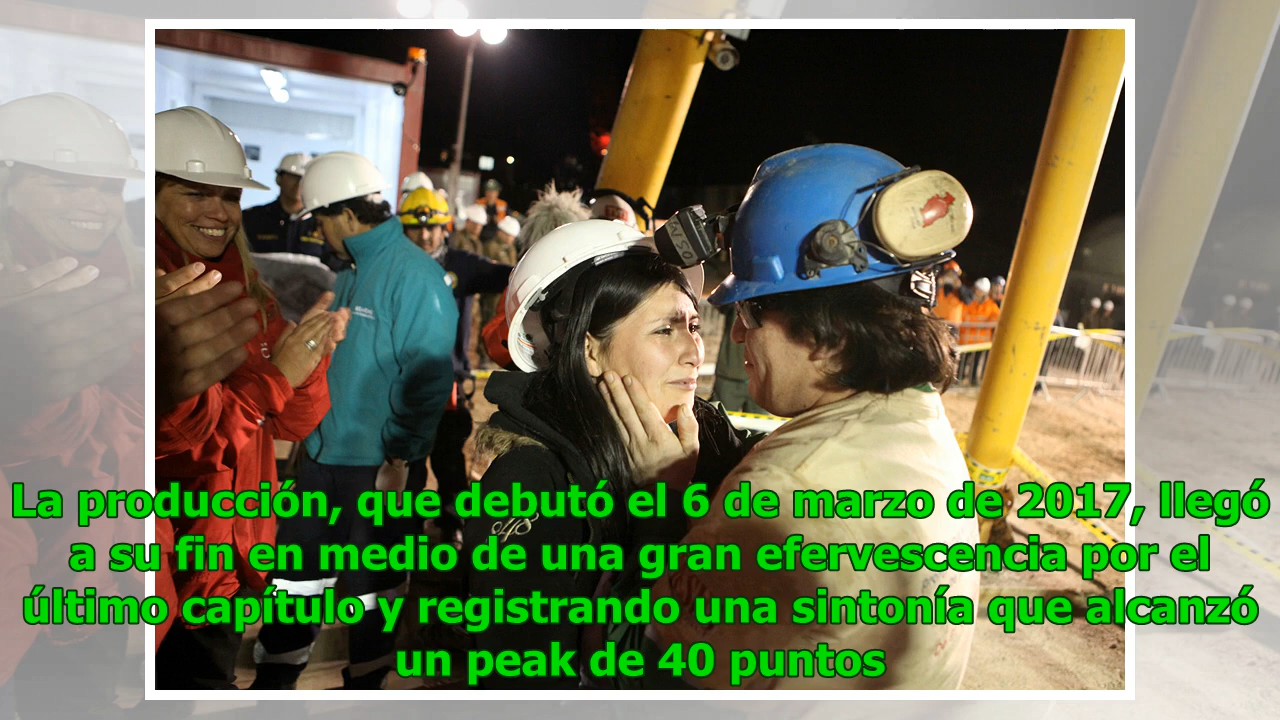 La producción, que debutó el 6 de marzo de 2017, llegó
a su fin en medio de una gran efervescencia por el
último capítulo y registrando una sintonía que alcanzó
un peak de 40 puntos